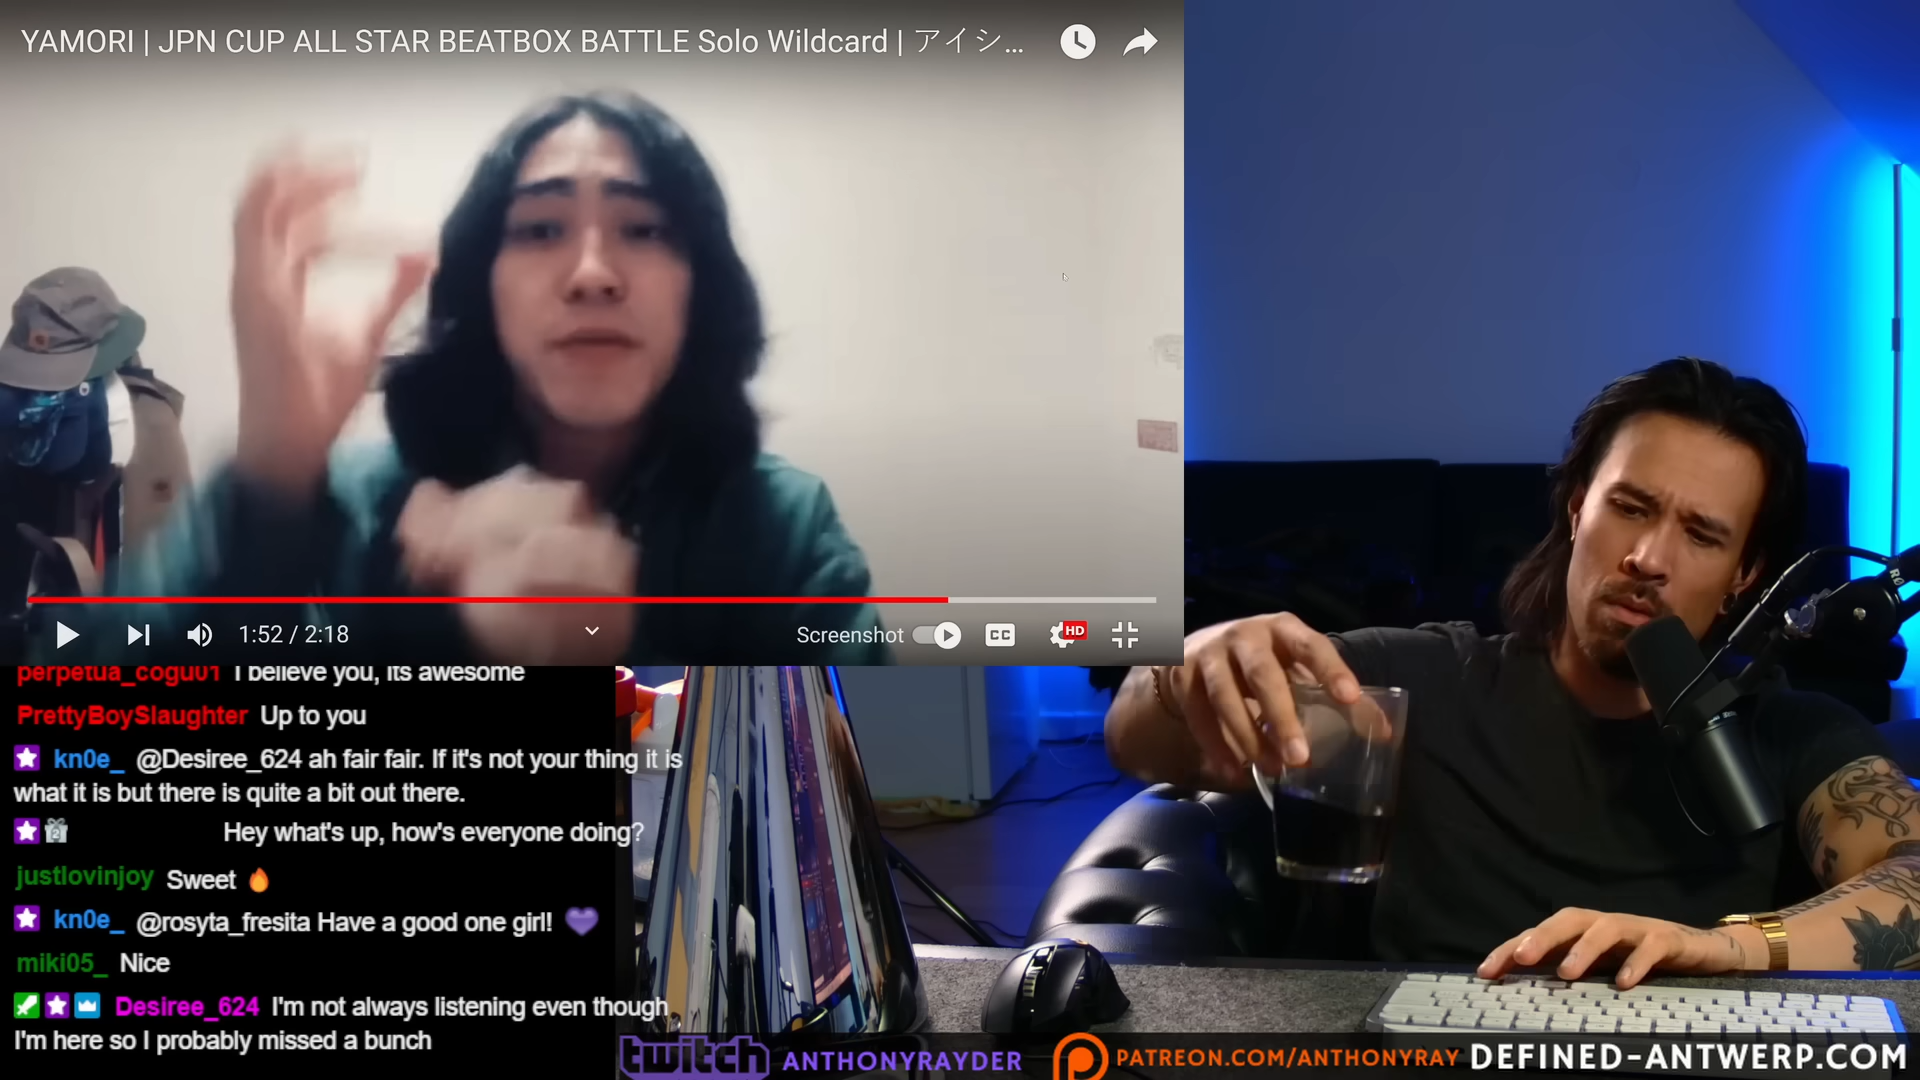 YAMORI | JPN CUP ALL STAR BEATBOX BATTLE Solo Wildcard | アイシ...
1:52 / 2:18
Screenshot
CC
HD
perpetua_cogu01 I believe you, its awesome
PrettyBoySlaughter Up to you
kn0e_ @Desiree_624 ah fair fair. If it's not your thing it is
what it is but there is quite a bit out there.
2 Hey what's up, how's everyone doing?
justlovinjoy Sweet 🔥
kn0e_ @rosyta_fresita Have a good one girl! 💜
miki05_ Nice
Desiree_624 I'm not always listening even though
I'm here so I probably missed a bunch
twitch ANTHONYRAYDER PATREON.COM/ANTHONYRAY DEFINED-ANTWERP.COM